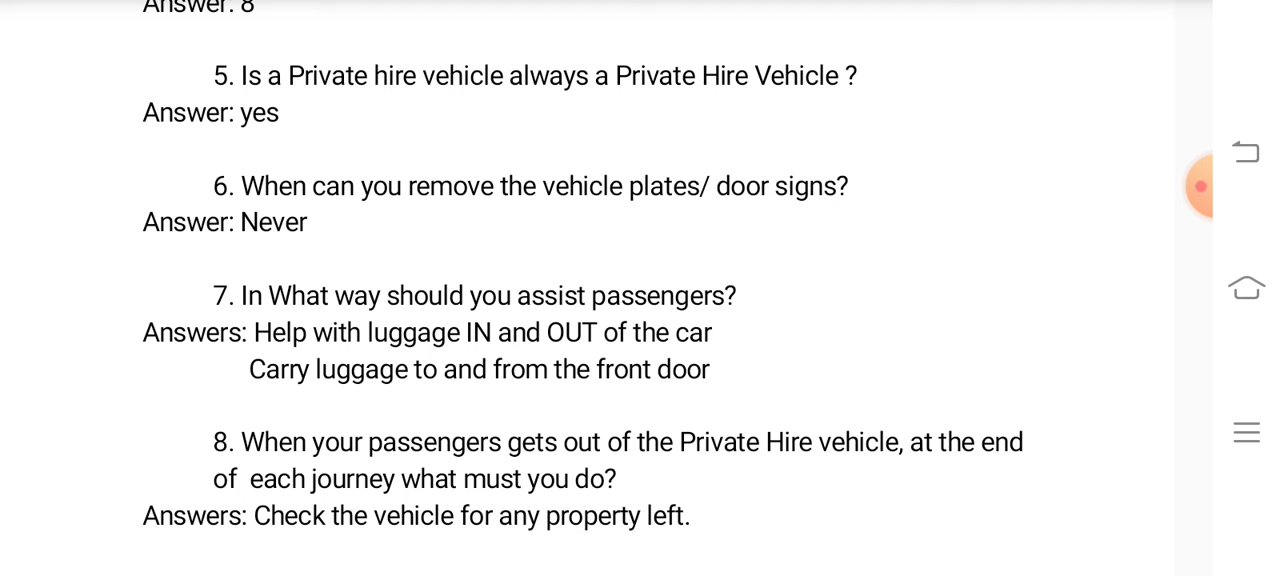 Answer: 8
5. Is a Private hire vehicle always a Private Hire Vehicle ?
Answer: yes
6. When can you remove the vehicle plates/ door signs?
Answer: Never
7. In What way should you assist passengers?
Answers: Help with luggage IN and OUT of the car
Carry luggage to and from the front door
8. When your passengers gets out of the Private Hire vehicle, at the end
of  each journey what must you do?
Answers: Check the vehicle for any property left.